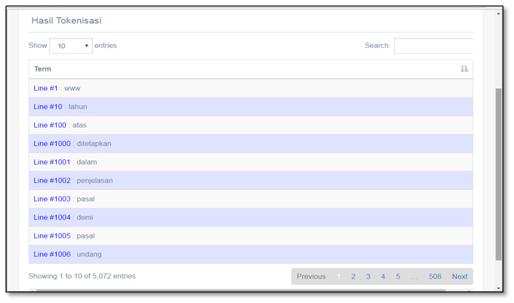 Hasil Tokenisasi
Show 10 entries Search:
Term
Line #1 : www
Line #10 : tahun
Line #100 : atas
Line #1000 : ditetapkan
Line #1001 : dalam
Line #1002 : penjelasan
Line #1003 : pasal
Line #1004 : demi
Line #1005 : pasal
Line #1006 : undang
Showing 1 to 10 of 5,072 entries Previous 1 2 3 4 5 ... 508 Next